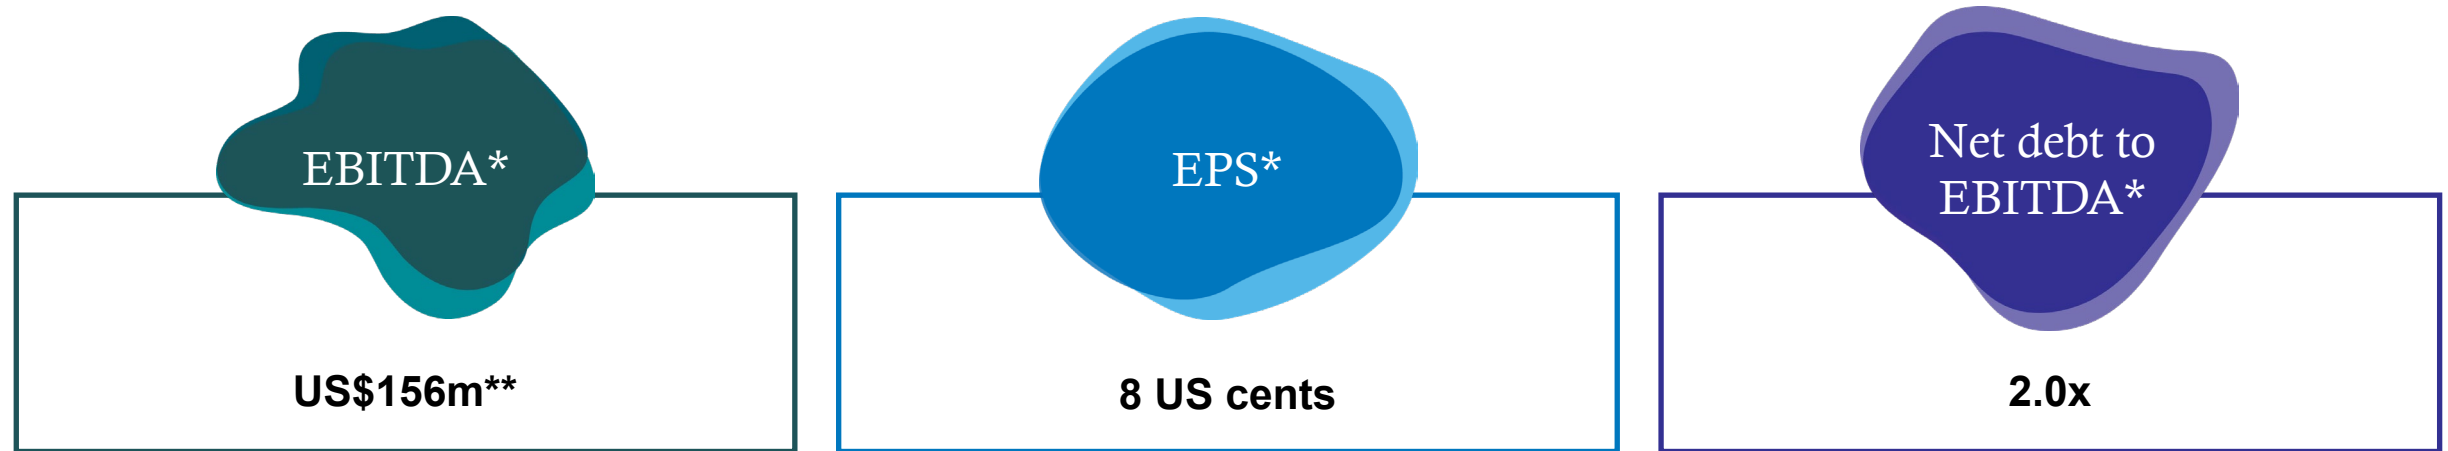 EBITDA*
US$156m**
EPS*
8 US cents
Net debt to
EBITDA*
2.0x